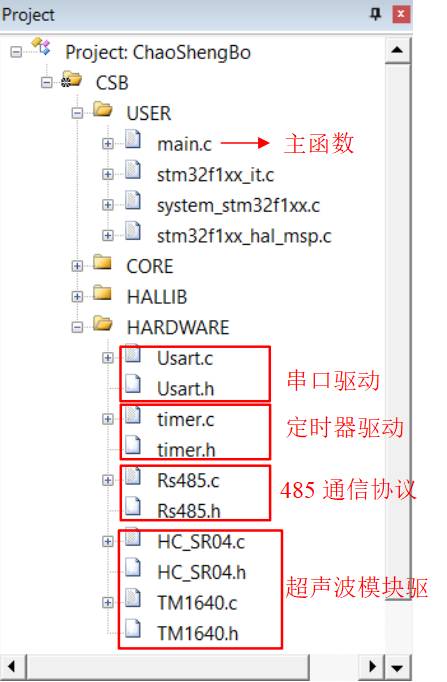 Project
Project: ChaoShengBo
CSB
USER
main.c 主函数
stm32f1xx_it.c
system_stm32f1xx.c
stm32f1xx_hal_msp.c
CORE
HALLIB
HARDWARE
Usart.c
串口驱动
Usart.h
timer.c
定时器驱动
timer.h
Rs485.c
485 通信协议
Rs485.h
HC_SR04.c
HC_SR04.h
超声波模块驱
TM1640.c
TM1640.h